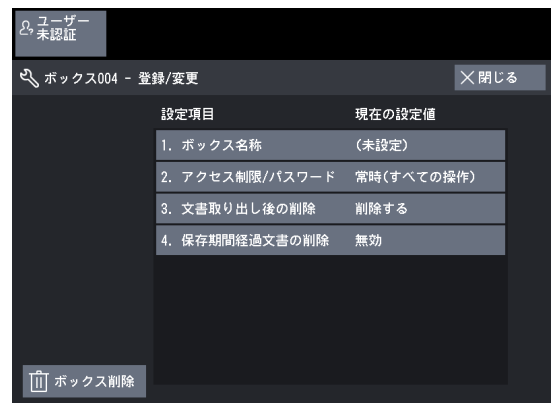 ユーザー
未認証
ボックス004 - 登録/変更
閉じる
設定項目 現在の設定値
1. ボックス名称 (未設定)
2. アクセス制限/パスワード 常時(すべての操作)
3. 文書取り出し後の削除 削除する
4. 保存期間経過文書の削除 無効
ボックス削除